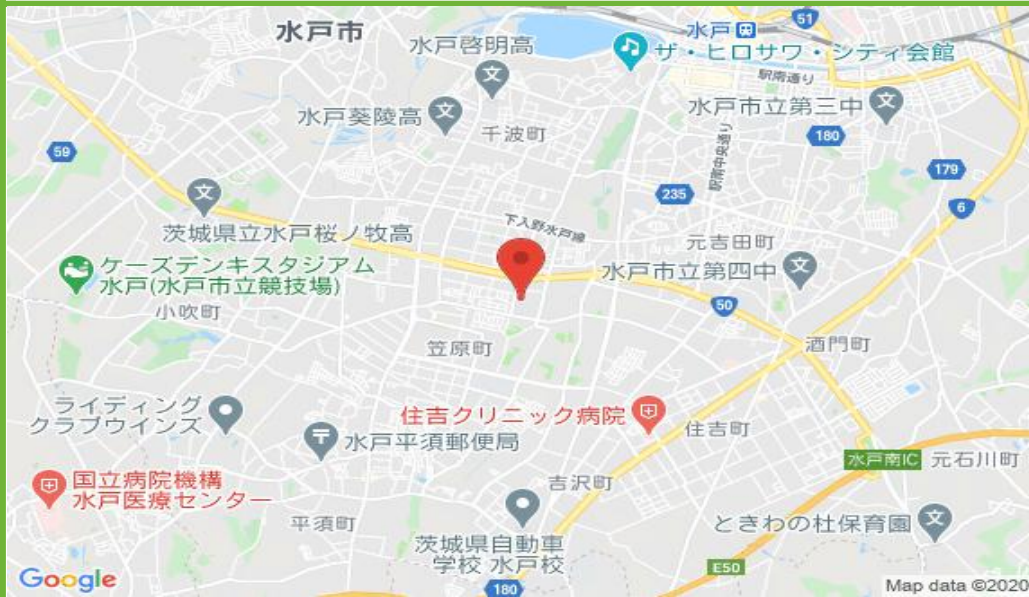 51
水戸市
水戸
水戸啓明高
ザ・ヒロサワ・シティ会館
駅南通り
水戸葵陵高
水戸市立第三中
千波町
駅南中央通り
180
59
179
235
6
下入野水戸線
茨城県立水戸桜ノ牧高
元吉田町
ケーズデンキスタジアム
水戸(水戸市立競技場)
水戸市立第四中
小吹町
50
笠原町
酒門町
ライディング
クラブウインズ
住吉クリニック病院
住吉町
水戸平須郵便局
水戸南IC
元石川町
国立病院機構
水戸医療センター
吉沢町
平須町
ときわの杜保育園
茨城県自動車
学校 水戸校
E50
Google
180
Map data ©2020